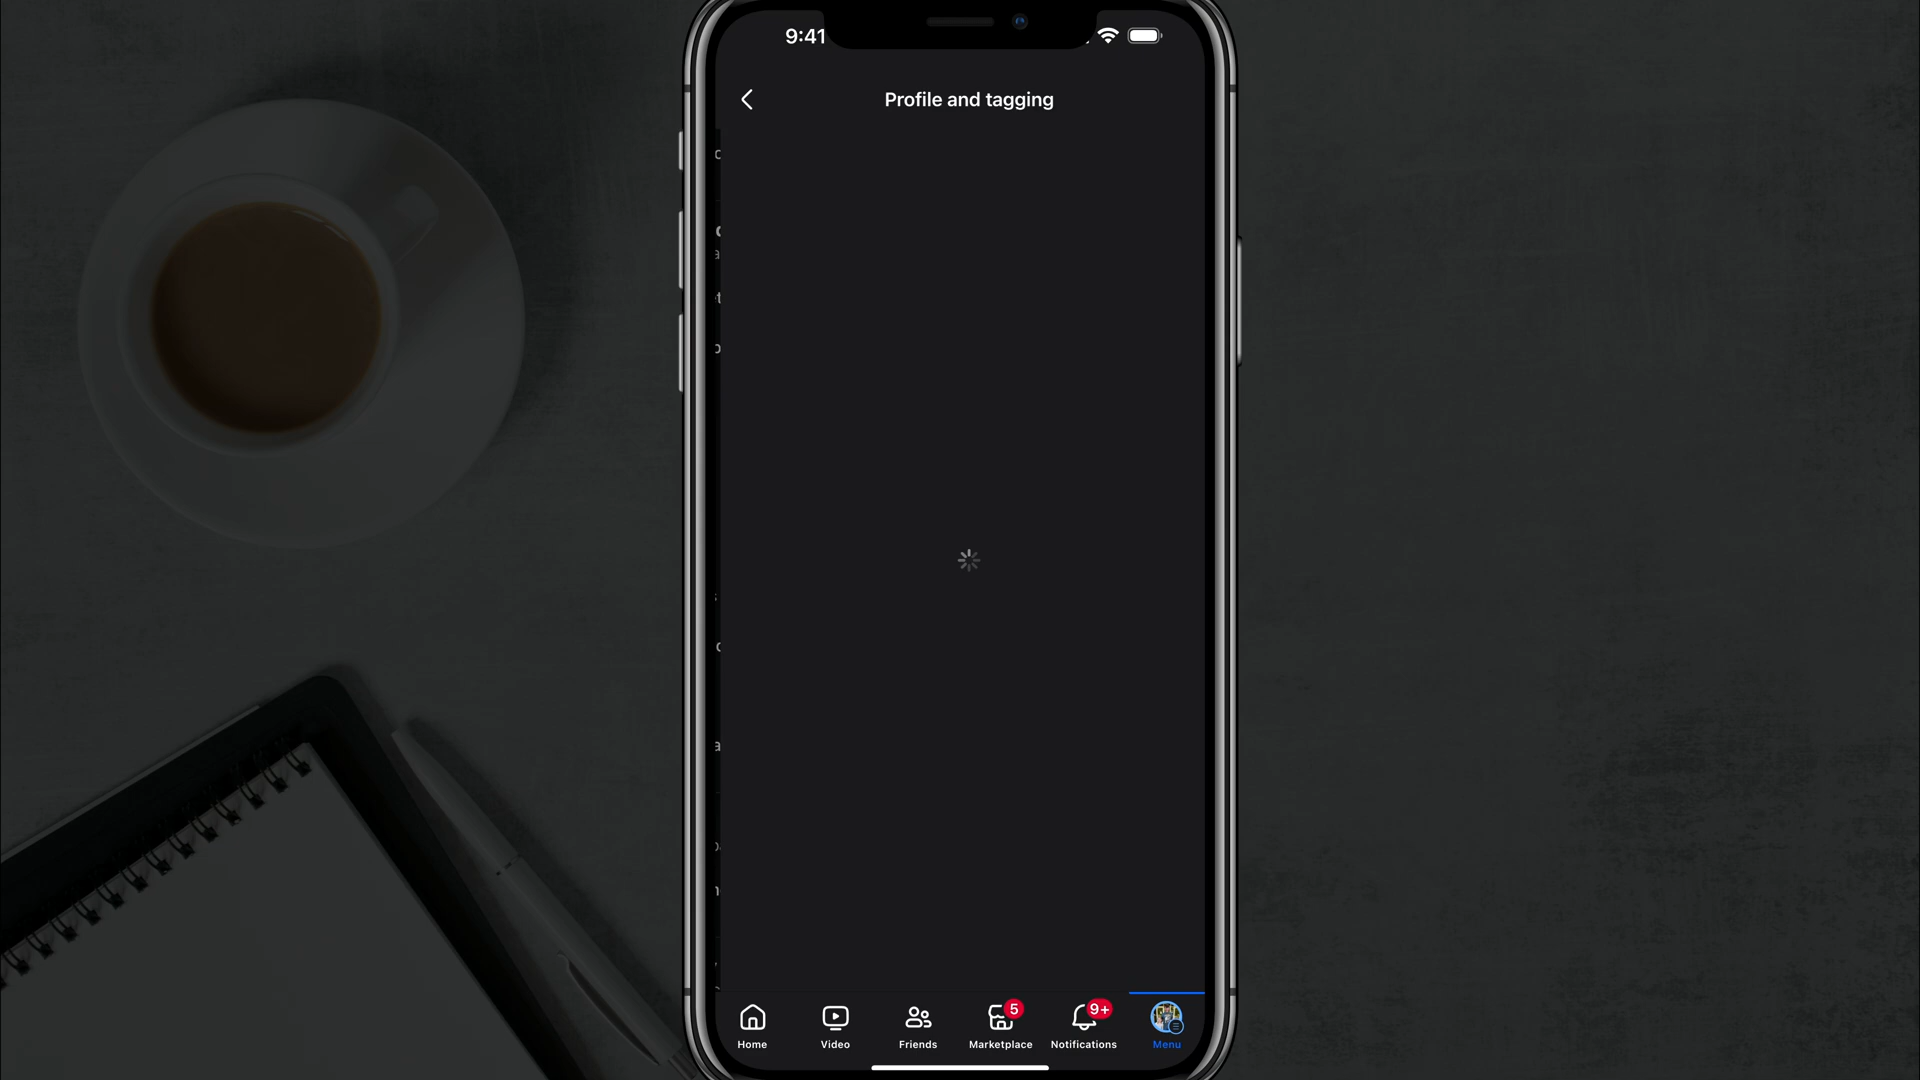 9:41
Profile and tagging
5
9+
Home
Video
Friends
Marketplace
Notifications
Menu